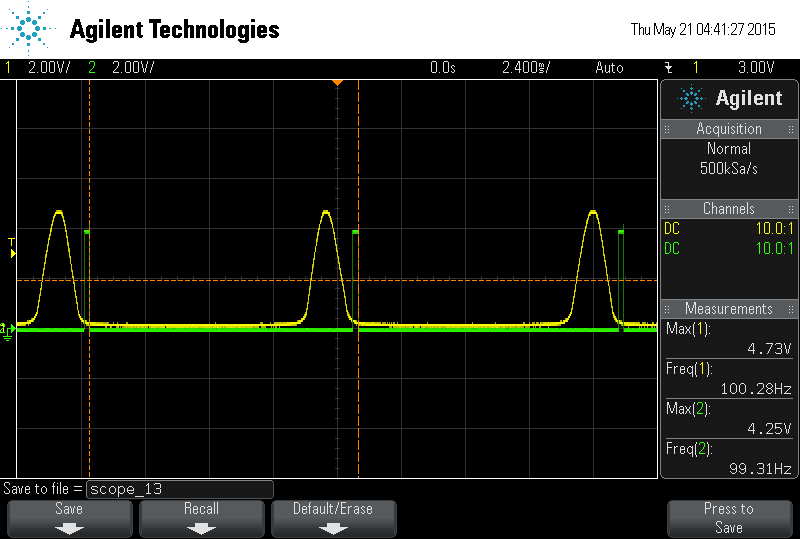 Agilent Technologies
Thu May 21 04:41:27 2015
1 2.00V/ 2 2.00V/ 0.0s 2.400ms/ Auto 1 3.00V
Agilent
Acquisition
Normal
500kSa/s
Channels
DC 10.0:1
DC 10.0:1
T
2
Measurements
Max(1):
4.73V
Freq(1):
100.28Hz
Max(2):
4.25V
Freq(2):
99.31Hz
Save to file = scope_13
Save Recall Default/Erase Press to
Save